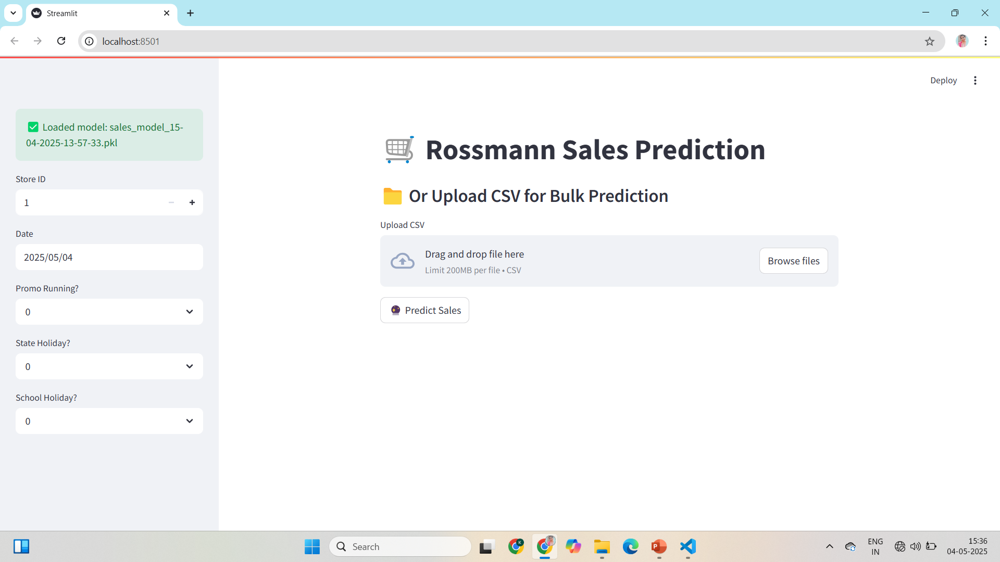 Streamlit
localhost:8501
Deploy
Loaded model: sales_model_15-
04-2025-13-57-33.pkl
Store ID
1
Date
2025/05/04
Promo Running?
0
State Holiday?
0
School Holiday?
0
Rossmann Sales Prediction
Or Upload CSV for Bulk Prediction
Upload CSV
Drag and drop file here
Limit 200MB per file • CSV
Browse files
Predict Sales
Search
K
P
ENG
IN
15:36
04-05-2025